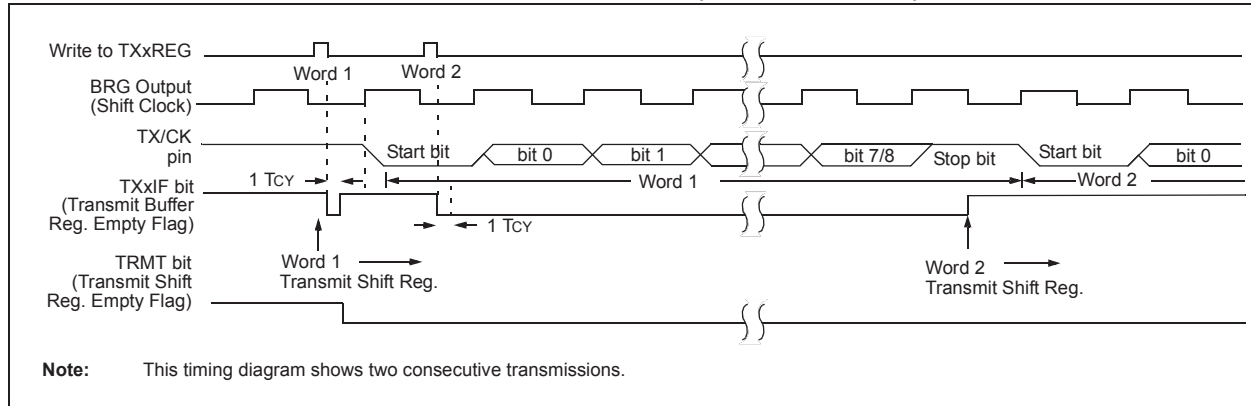 Write to TXxREG
Word 1
Word 2
BRG Output
(Shift Clock)
TX/CK
pin
Start bit
bit 0
bit 1
bit 7/8
Stop bit
Start bit
bit 0
1 TCY
Word 1
Word 2
TXxIF bit
(Transmit Buffer
Reg. Empty Flag)
1 TCY
Word 1
Transmit Shift Reg.
Word 2
Transmit Shift Reg.
TRMT bit
(Transmit Shift
Reg. Empty Flag)
Note: This timing diagram shows two consecutive transmissions.